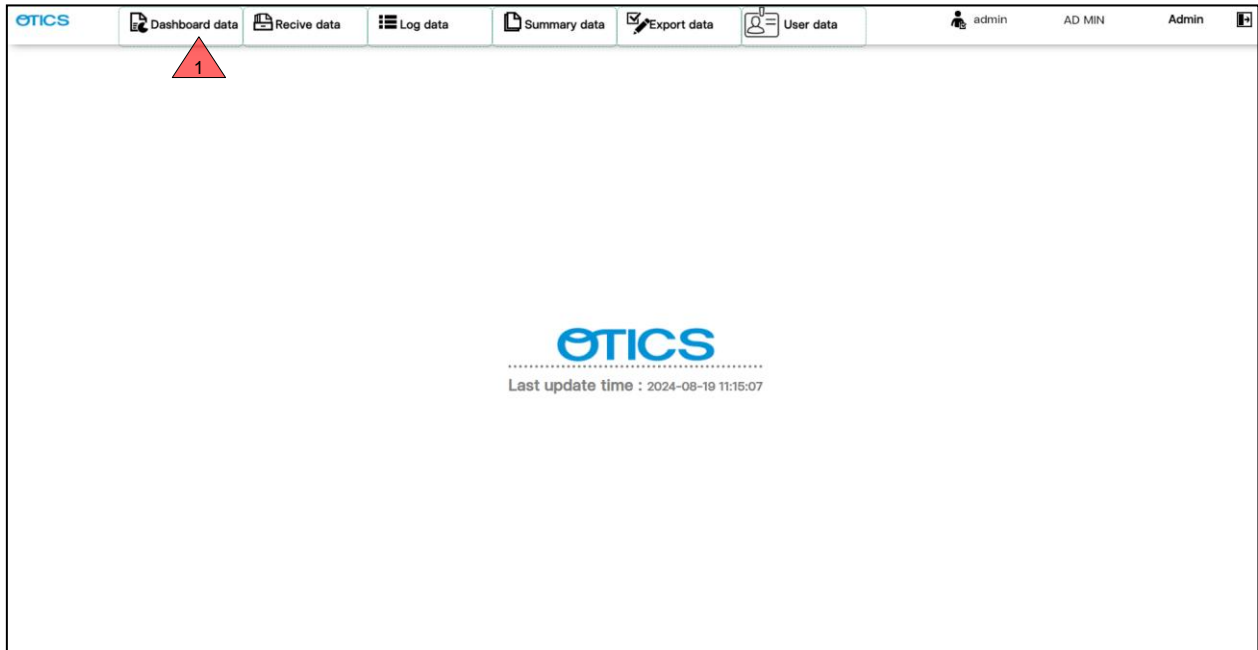 OTICS Dashboard data Recive data Log data Summary data Export data User data admin AD MIN Admin
1
OTICS
Last update time : 2024-08-19 11:15:07